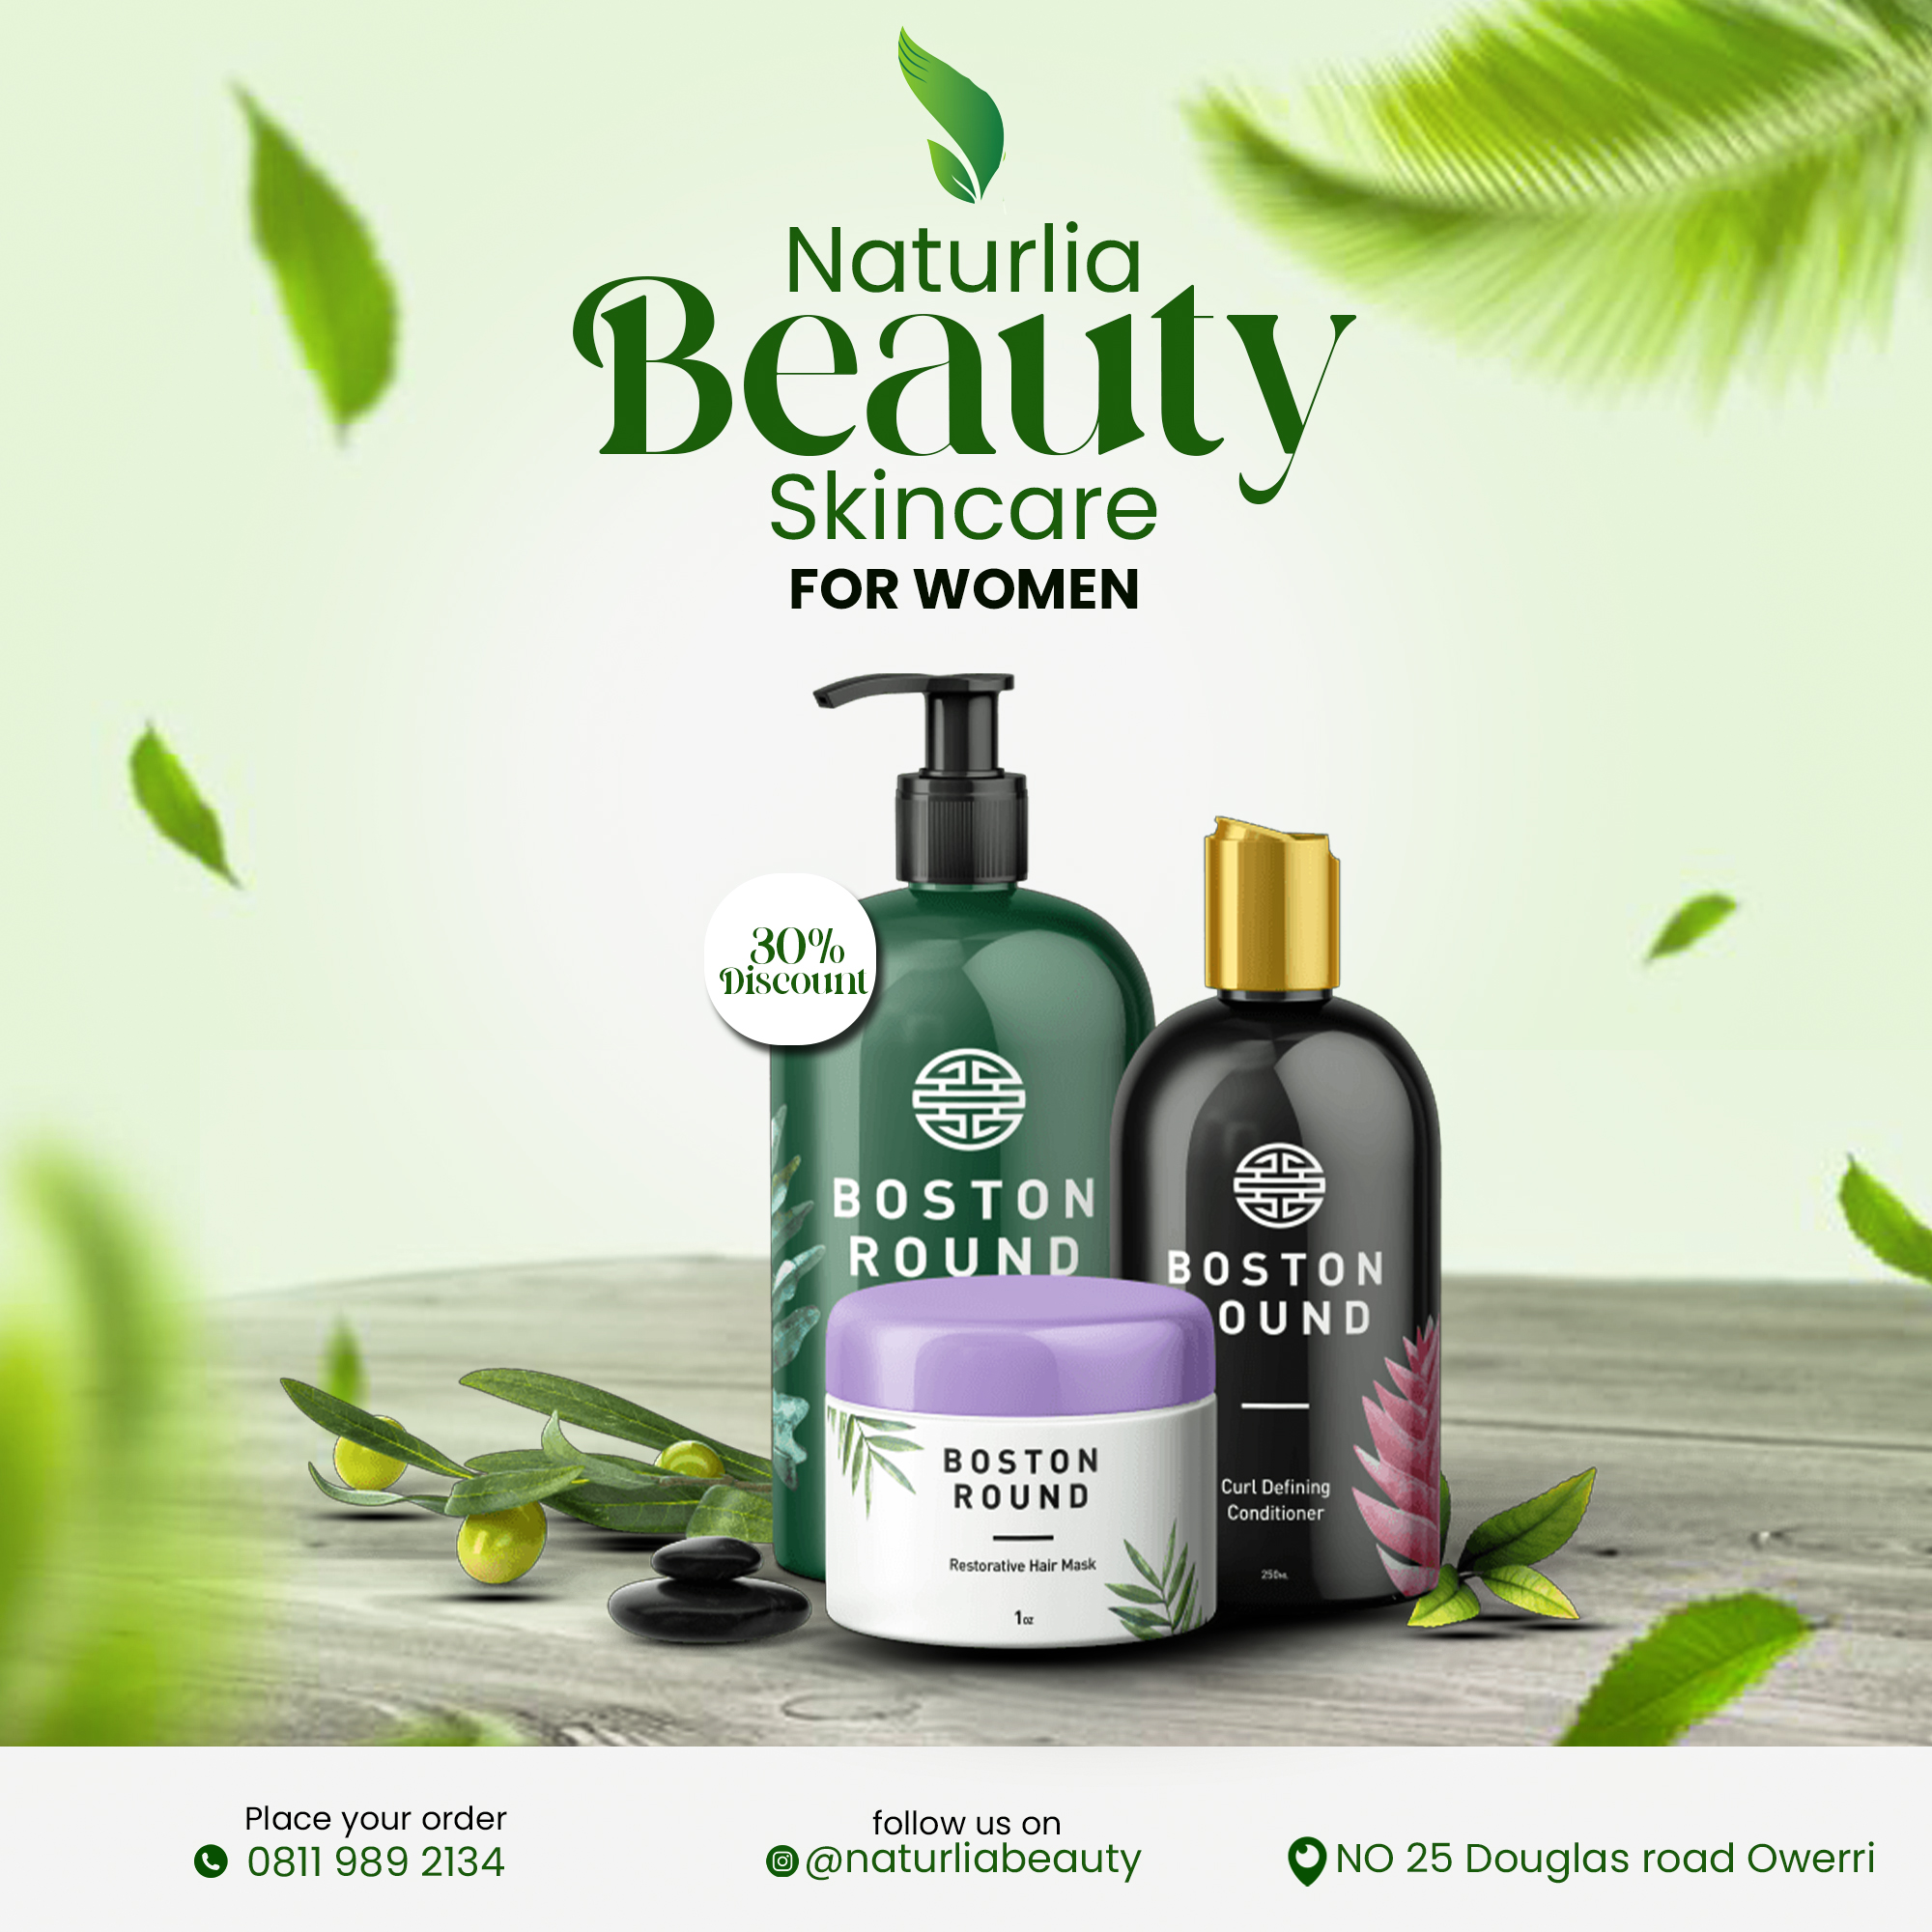 Naturlia
Beauty
Skincare
FOR WOMEN
30%
Discount
BOSTON
ROUND
BOSTON
OUND
Curl Defining
Conditioner
250ML
BOSTON
ROUND
Restorative Hair Mask
1oz
Place your order
0811 989 2134
follow us on
@naturliabeauty
NO 25 Douglas road Owerri